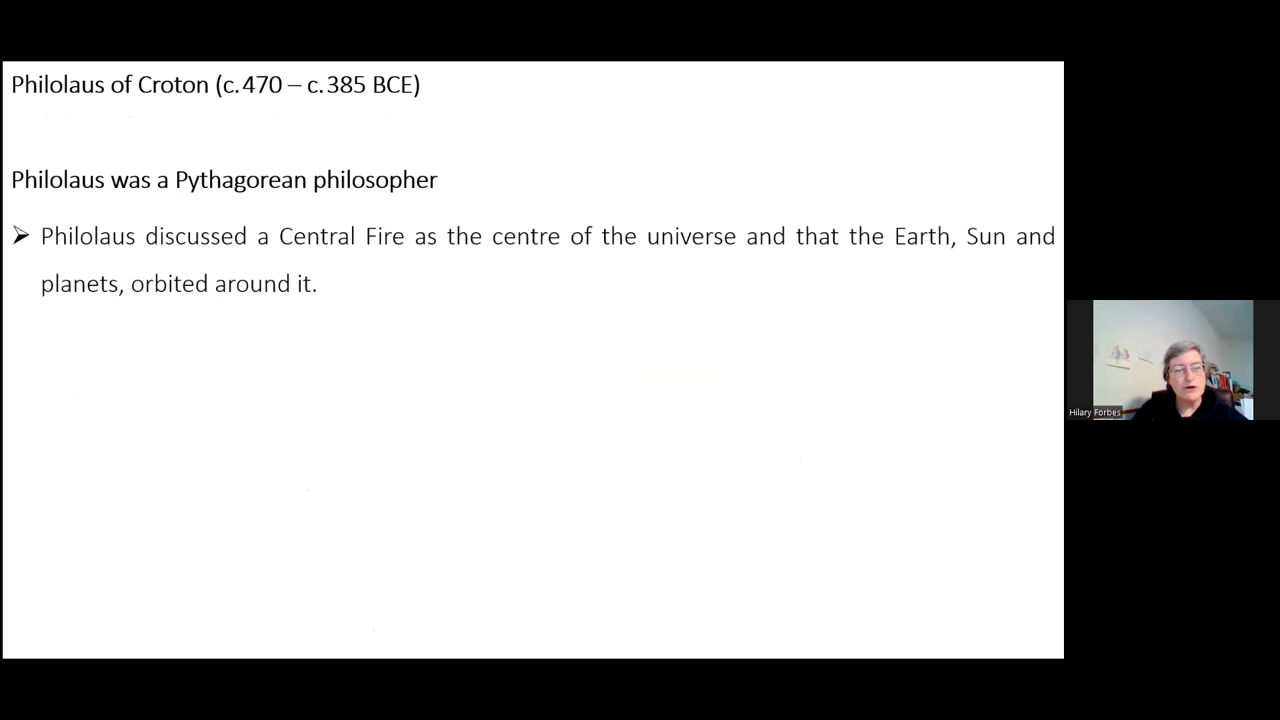 Philolaus of Croton (c.470 – c.385 BCE)
Philolaus was a Pythagorean philosopher
➢ Philolaus discussed a Central Fire as the centre of the universe and that the Earth, Sun and
planets, orbited around it.
Hilary Forbes